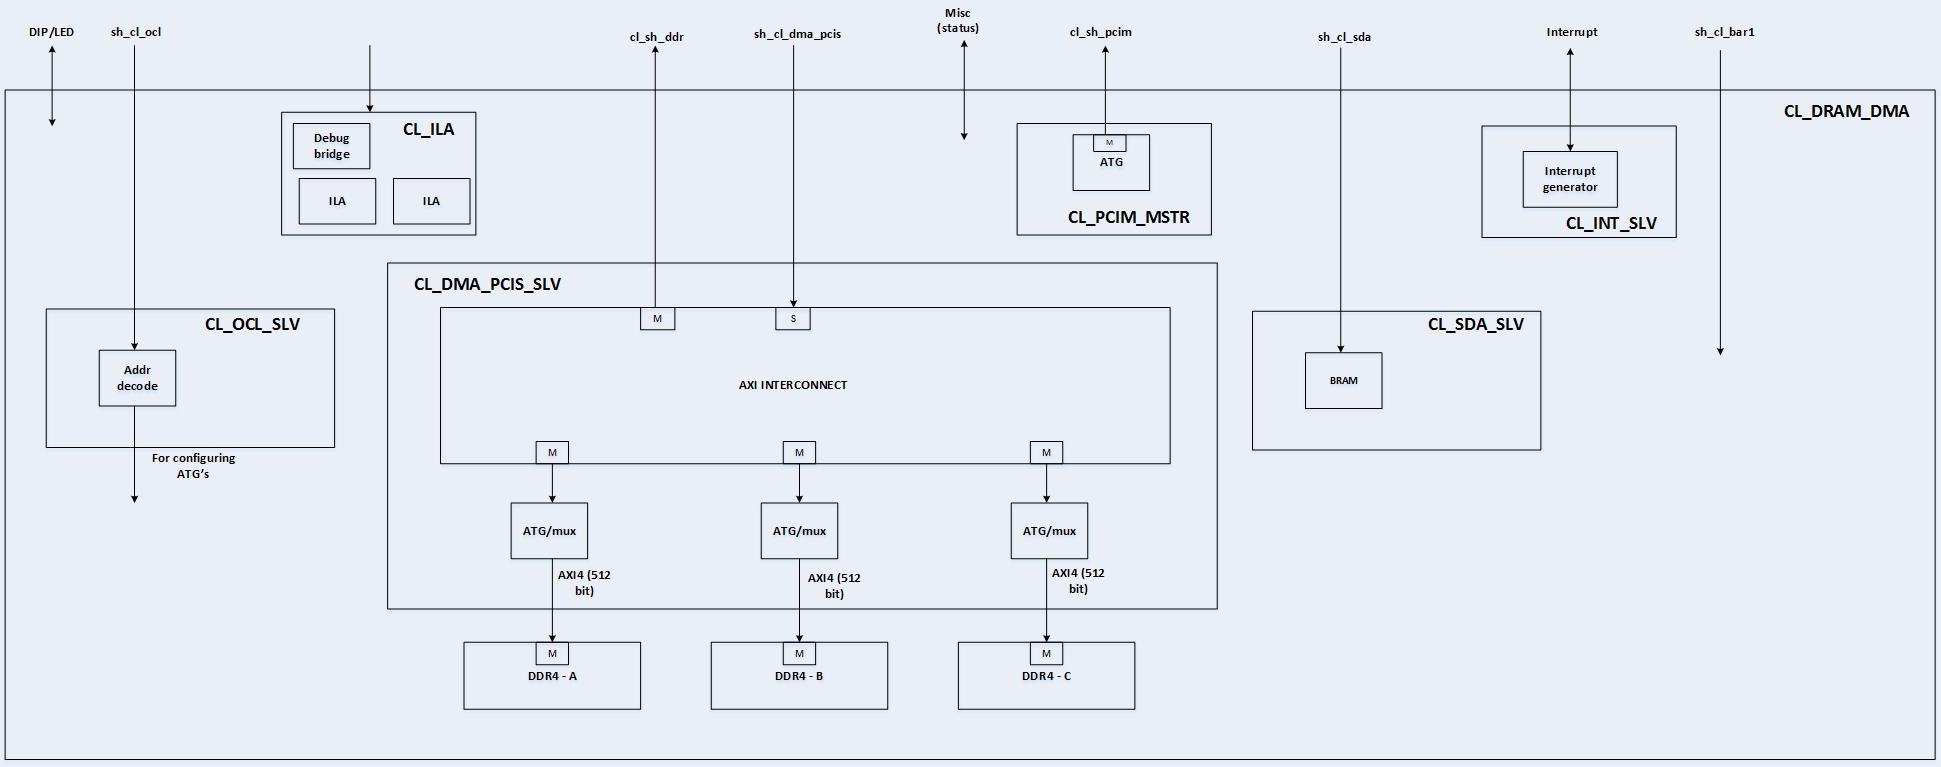 DIP/LED
sh_cl_ocl
cl_sh_ddr
sh_cl_dma_pcis
Misc
(status)
cl_sh_pcim
sh_cl_sda
Interrupt
sh_cl_bar1
CL_DRAM_DMA
CL_ILA
Debug
bridge
ILA
ILA
M
ATG
CL_PCIM_MSTR
Interrupt
generator
CL_INT_SLV
CL_DMA_PCIS_SLV
M
S
AXI INTERCONNECT
M
M
M
CL_OCL_SLV
Addr
decode
For configuring
ATG's
CL_SDA_SLV
BRAM
ATG/mux
ATG/mux
ATG/mux
AXI4 (512
bit)
AXI4 (512
bit)
AXI4 (512
bit)
M
DDR4 - A
M
DDR4 - B
M
DDR4 - C